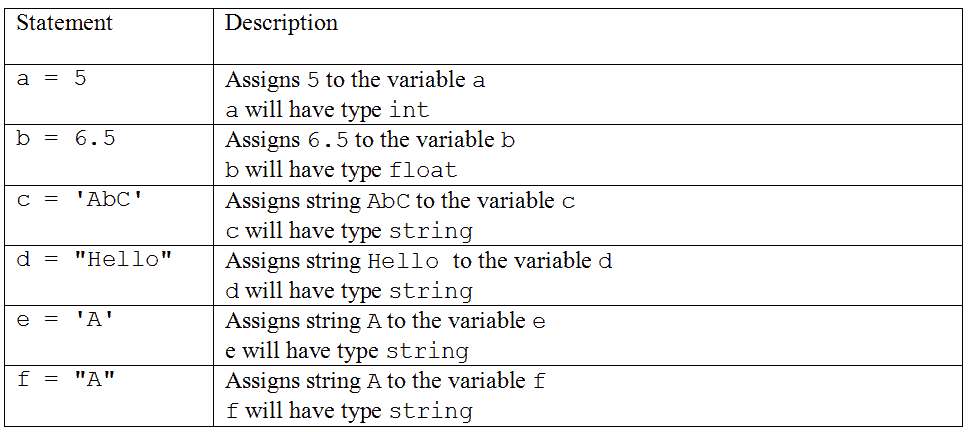 Statement Description
a = 5 Assigns 5 to the variable a
a will have type int
b = 6.5 Assigns 6.5 to the variable b
b will have type float
c = 'AbC' Assigns string AbC to the variable c
c will have type string
d = "Hello" Assigns string Hello to the variable d
d will have type string
e = 'A' Assigns string A to the variable e
e will have type string
f = "A" Assigns string A to the variable f
f will have type string